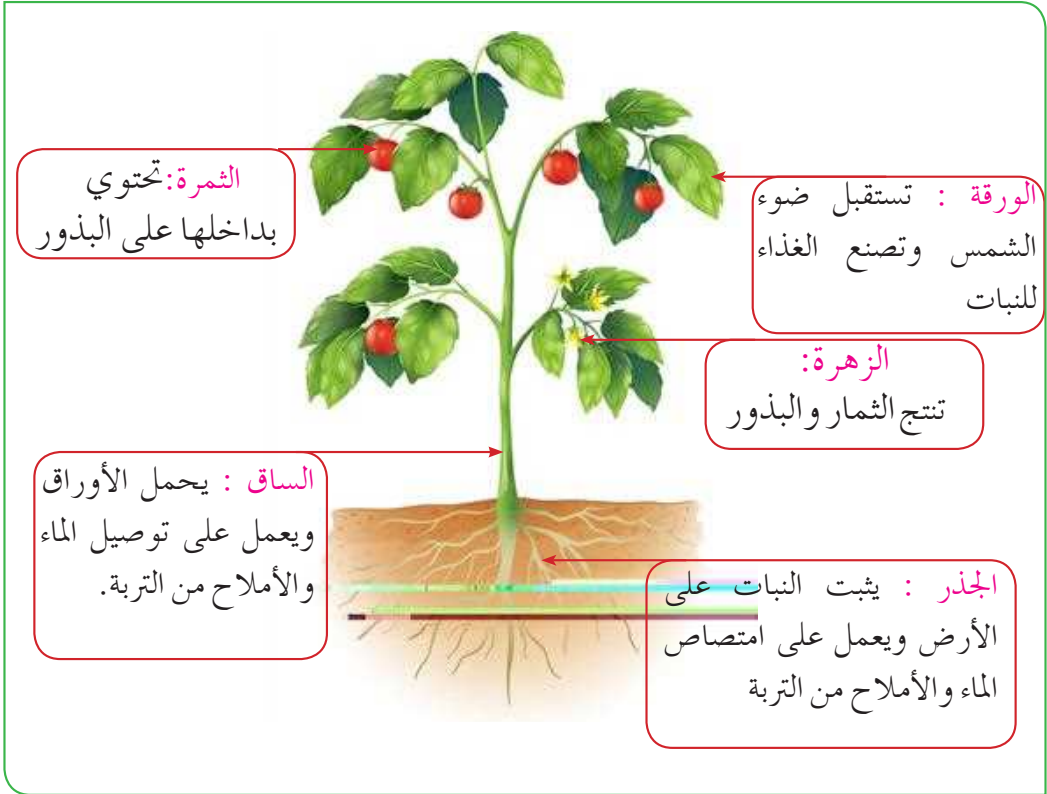 الثمرة:تحتوي
بداخلها على البذور
الورقة : تستقبل ضوء
الشمس وتصنع الغذاء
للنبات
الزهرة:
تنتج الثمار والبذور
الساق : يحمل الأوراق
ويعمل على توصيل الماء
والأملاح من التربة.
الجذر : يثبت النبات على
الأرض ويعمل على امتصاص
الماء والأملاح من التربة